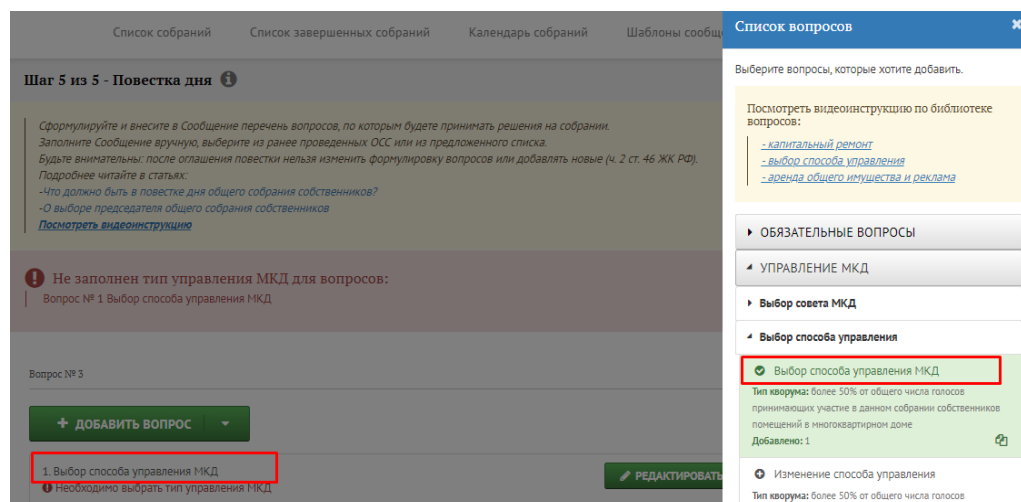 Список собраний Список завершенных собраний Календарь собраний Шаблоны сообщ
Шаг 5 из 5 - Повестка дня
Сформулируйте и внесите в Сообщение перечень вопросов, по которым будете принимать решения на собрании.
Заполните Сообщение вручную, выберите из ранее проведенных ОСС или из предложенного списка.
Будьте внимательны: после оглашения повестки нельзя изменить формулировку вопросов или добавлять новые (ч. 2 ст. 46 ЖК РФ).
Подробнее читайте в статьях:
-Что должно быть в повестке дня общего собрания собственников?
-О выборе председателя общего собрания собственников
Посмотреть видеоинструкцию
Не заполнен тип управления МКД для вопросов:
Вопрос № 1 Выбор способа управления МКД
Вопрос № 3
+ ДОБАВИТЬ ВОПРОС
1. Выбор способа управления МКД
Необходимо выбрать тип управления МКД
РЕДАКТИРОВАТЬ
Список вопросов
Выберите вопросы, которые хотите добавить.
Посмотреть видеоинструкцию по библиотеке
вопросов:
- капитальный ремонт
- выбор способа управления
- аренда общего имущества и реклама
ОБЯЗАТЕЛЬНЫЕ ВОПРОСЫ
УПРАВЛЕНИЕ МКД
Выбор совета МКД
Выбор способа управления
Выбор способа управления МКД
Тип кворума: более 50% от общего числа голосов
принимающих участие в данном собрании собственников
помещений в многоквартирном доме
Добавлено: 1
Изменение способа управления
Тип кворума: более 50% от общего числа голосов